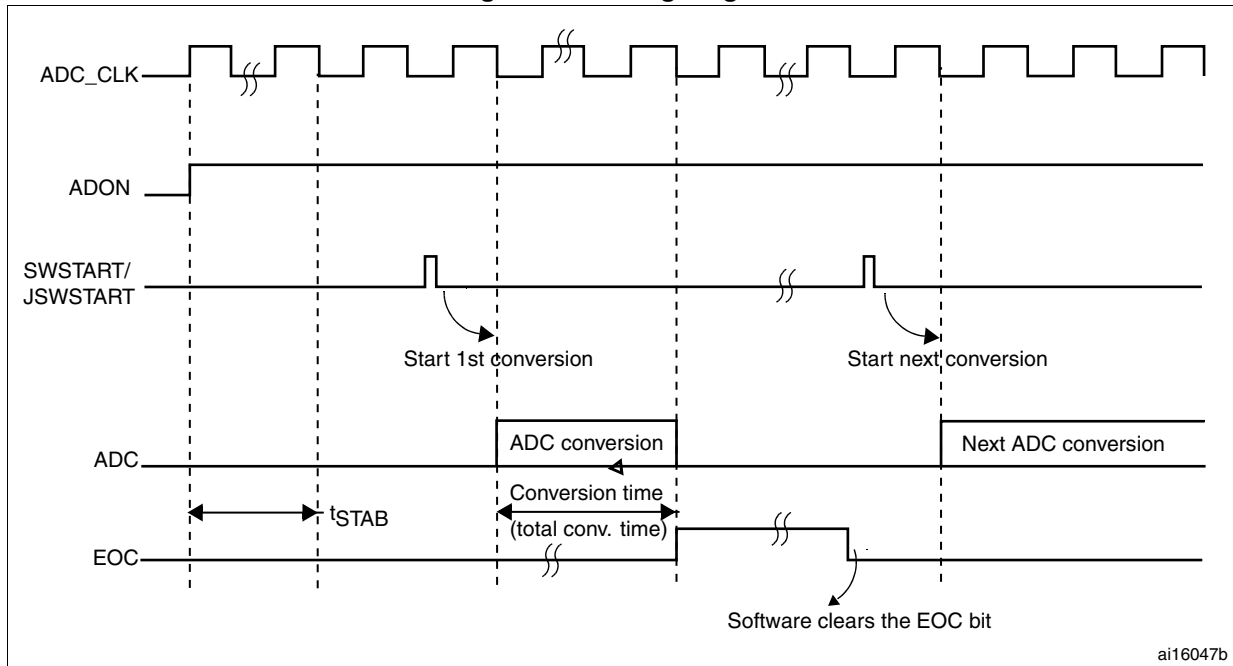 ADC_CLK
ADON
SWSTART/
JSWSTART
Start 1st conversion
Start next conversion
ADC
ADC conversion
Next ADC conversion
Conversion time
(total conv. time)
tSTAB
EOC
Software clears the EOC bit
ai16047b